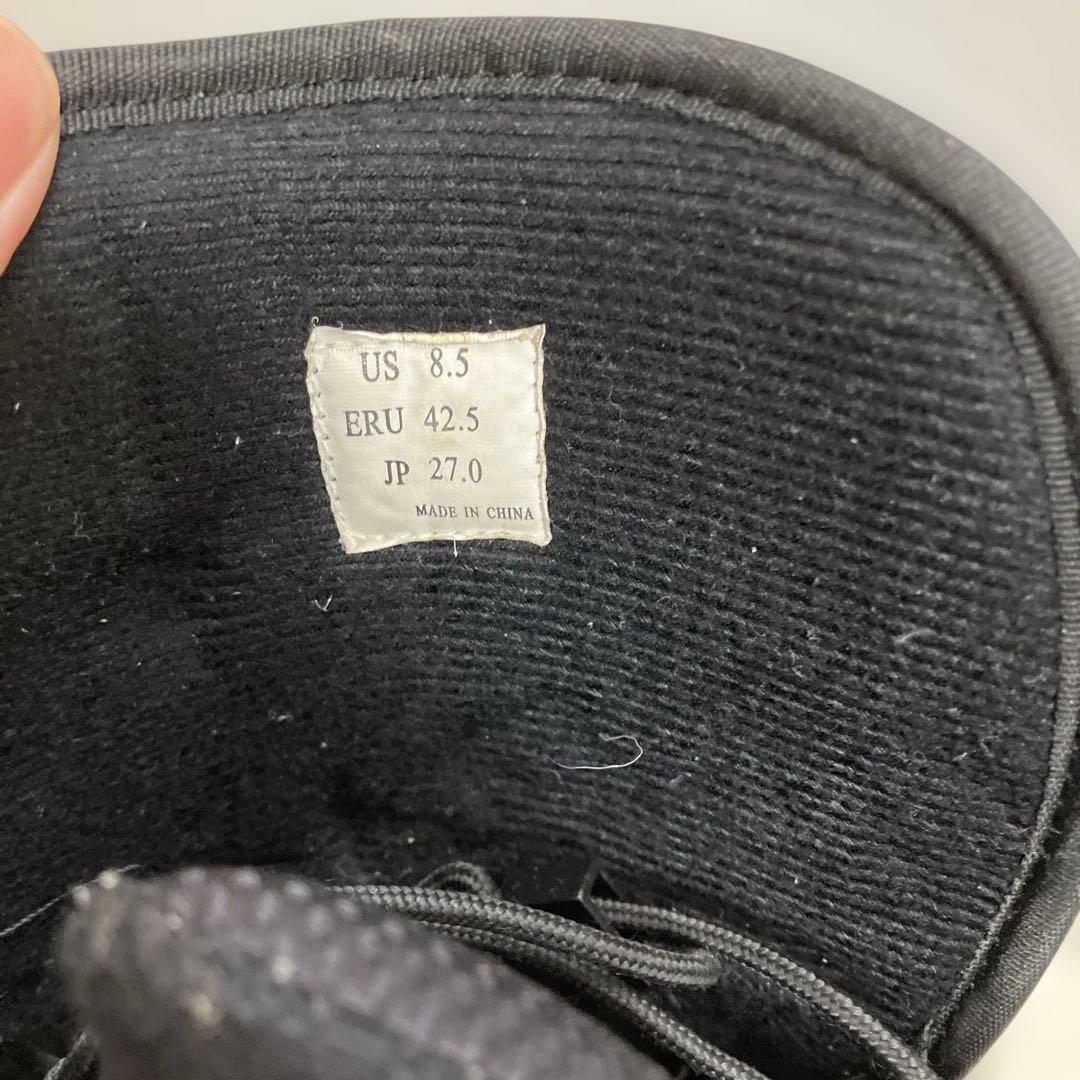 US 8.5
ERU 42.5
JP 27.0
MADE IN CHINA